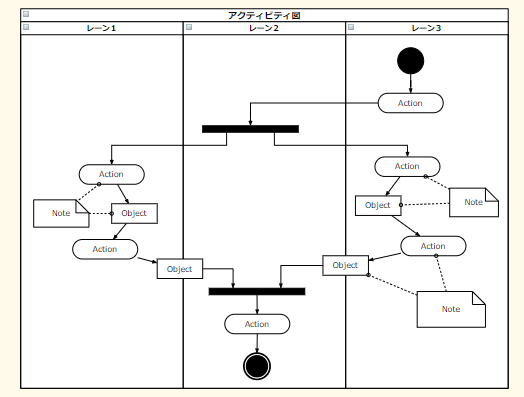 アクティビティ図
レーン1
レーン2
レーン3
Action
Action
Action
Note
Object
Object
Note
Action
Action
Object
Object
Note
Action